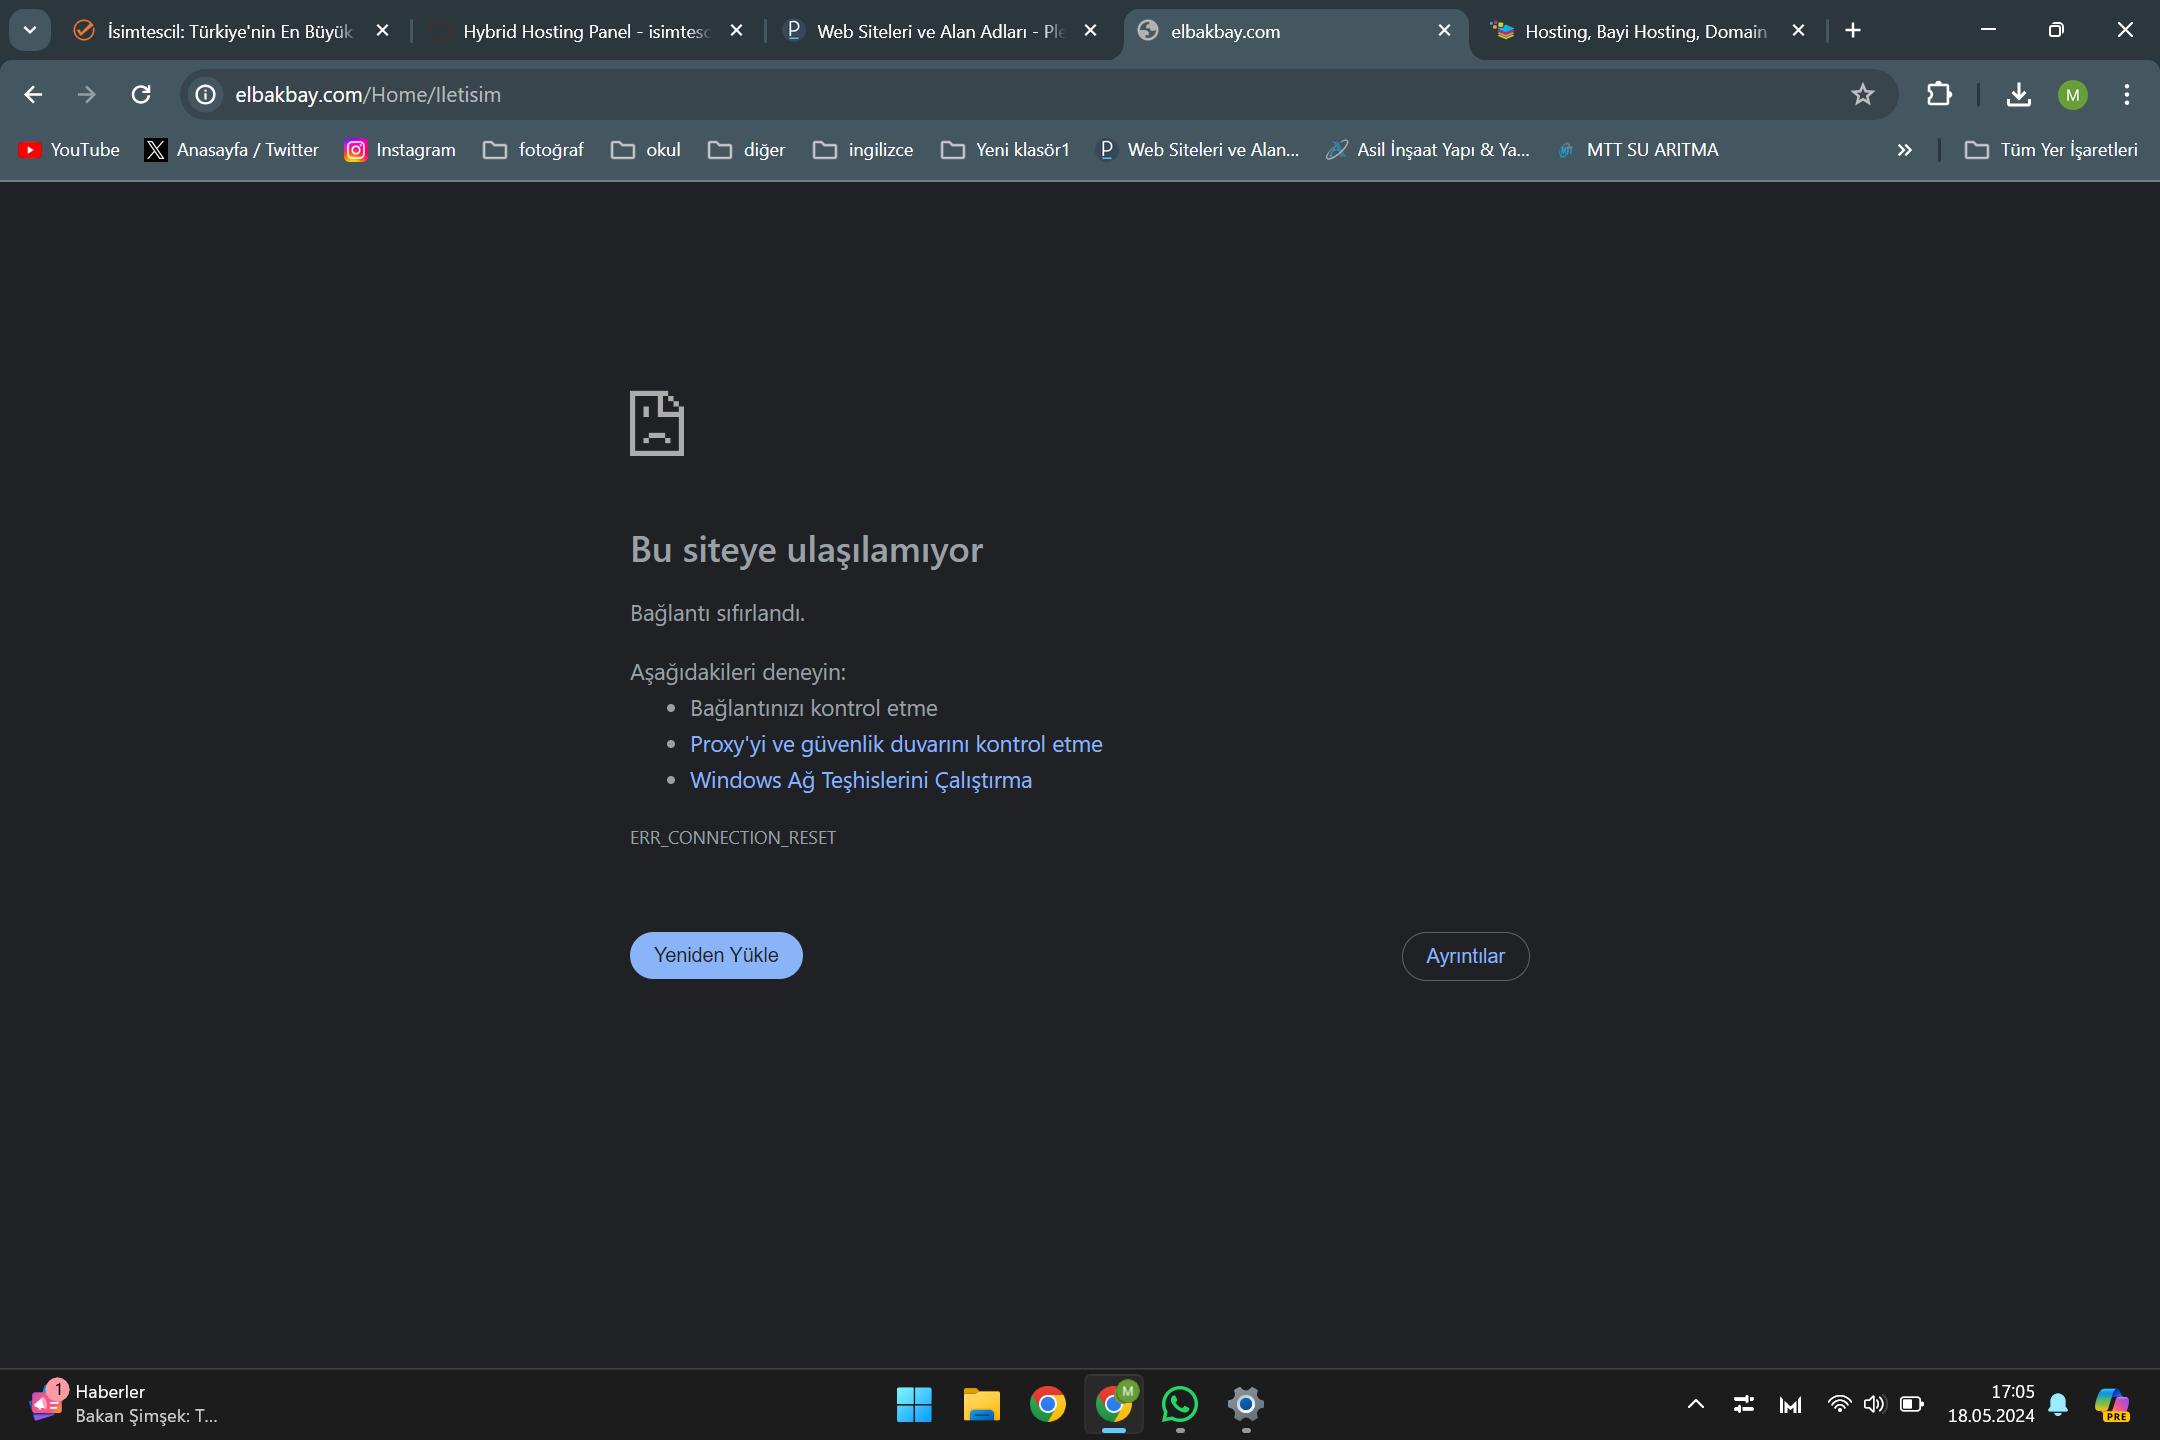 İsimtescil: Türkiye'nin En Büyük
Hybrid Hosting Panel - isimtesc
Web Siteleri ve Alan Adları - Ple
elbakbay.com
Hosting, Bayi Hosting, Domain
elbakbay.com/Home/Iletisim
M
YouTube
Anasayfa / Twitter
Instagram
fotoğraf
okul
diğer
ingilizce
Yeni klasör1
Web Siteleri ve Alan...
Asil İnşaat Yapı & Ya...
MTT SU ARITMA
Tüm Yer İşaretleri
Bu siteye ulaşılamıyor
Bağlantı sıfırlandı.
Aşağıdakileri deneyin:
Bağlantınızı kontrol etme
Proxy'yi ve güvenlik duvarını kontrol etme
Windows Ağ Teşhislerini Çalıştırma
ERR_CONNECTION_RESET
Yeniden Yükle
Ayrıntılar
1
Haberler
Bakan Şimşek: T...
M
17:05
18.05.2024
PRE